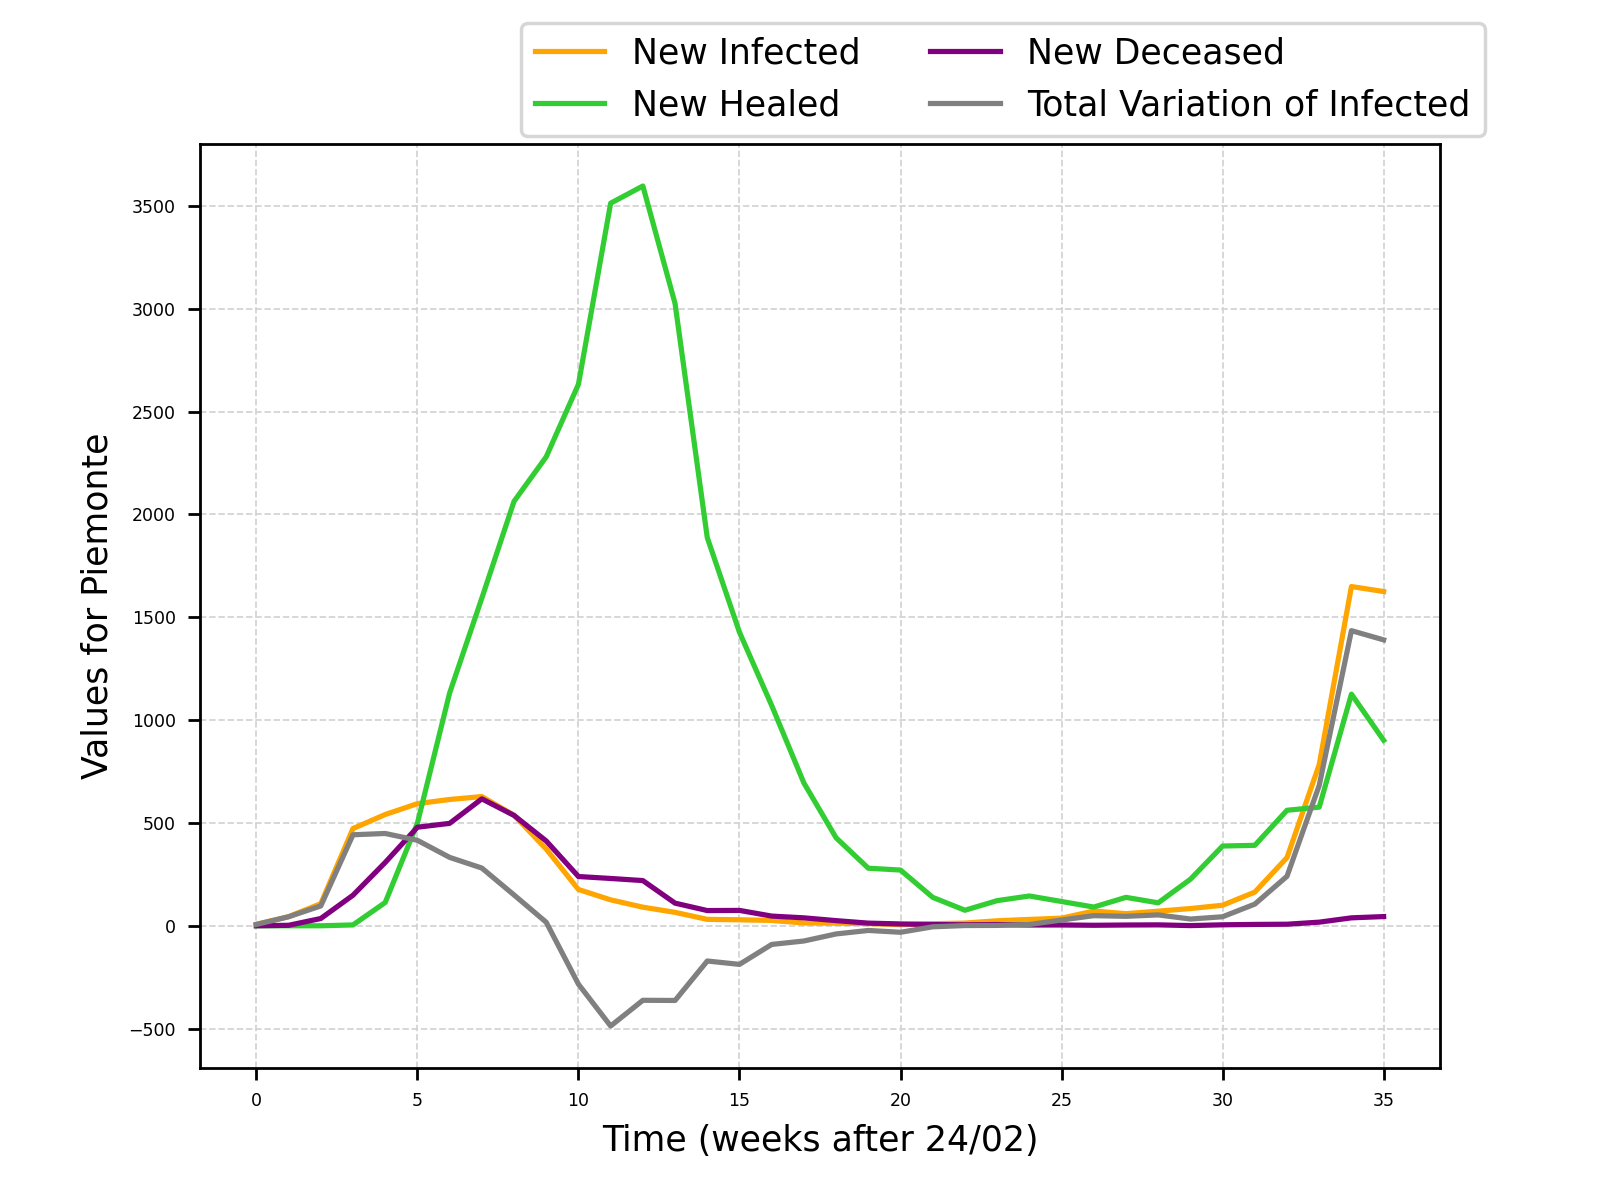 New Infected
New Healed
New Deceased
Total Variation of Infected
Values for Piemonte
3500
3000
2500
2000
1500
1000
500
0
−500
0 5 10 15 20 25 30 35
Time (weeks after 24/02)